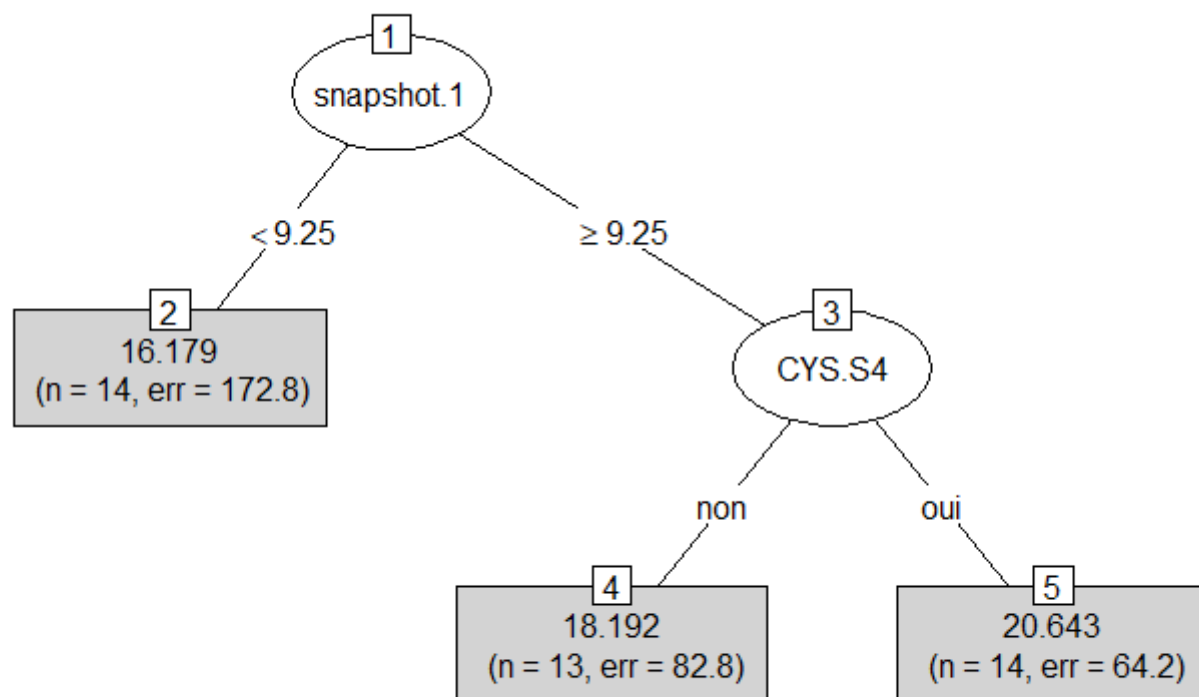 1
snapshot.1
< 9.25
≥ 9.25
2
16.179
(n = 14, err = 172.8)
3
CYS.S4
non
oui
4
18.192
(n = 13, err = 82.8)
5
20.643
(n = 14, err = 64.2)